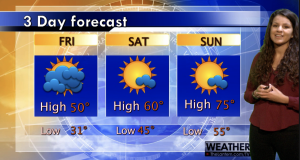 3 Day forecast
FRI SAT SUN
High 50° High 60° High 75°
Low 31° Low 45° Low 55°
WEATHER